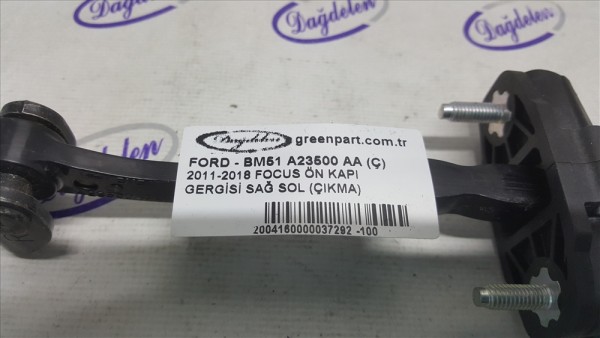 Dağdelen
Dağdelen
Dağdelen
Dağdelen greenpart.com.tr
FORD - BM51 A23500 AA (Ç)
2011-2018 FOCUS ÖN KAPI
GERGİSİ SAĞ SOL (ÇIKMA)
2004160000037292 -100
Dağdelen